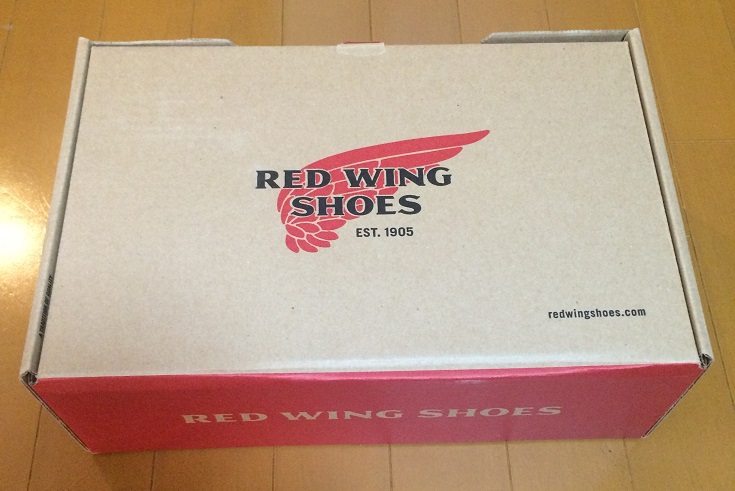 RED WING
SHOES
EST. 1905
redwingshoes.com
RED WING SHOES